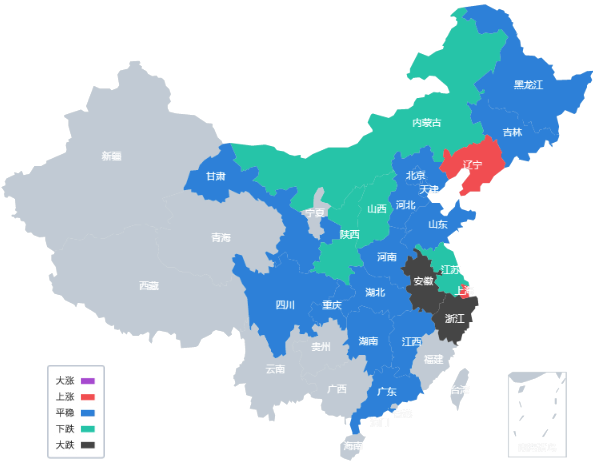 黑龙江
内蒙古
吉林
新疆
辽宁
甘肃
北京
天津
河北
宁夏
山西
山东
陕西
青海
河南
江苏
安徽
西藏
上海
四川
重庆
湖北
浙江
湖南
江西
贵州
福建
云南
广西
广东
台湾
海南
大涨
上涨
平稳
下跌
大跌